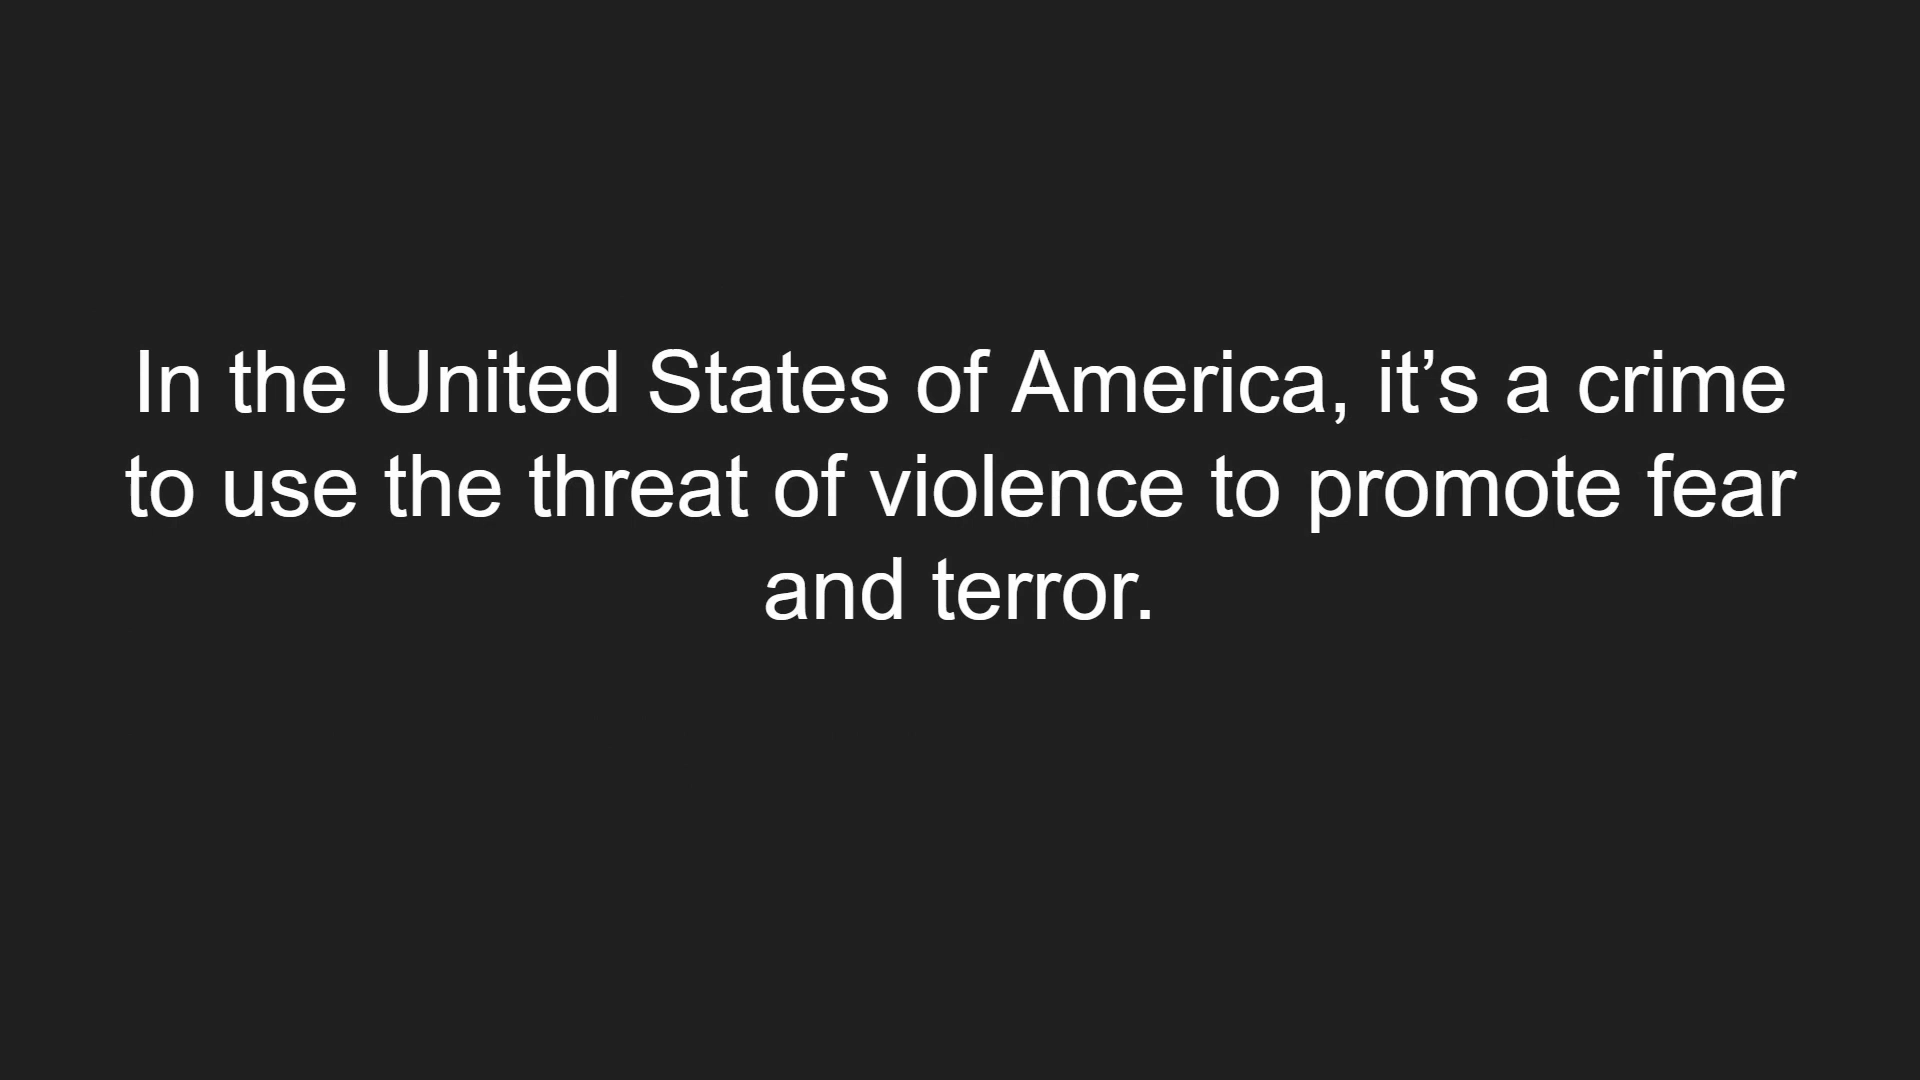 In the United States of America, it’s a crime
to use the threat of violence to promote fear
and terror.